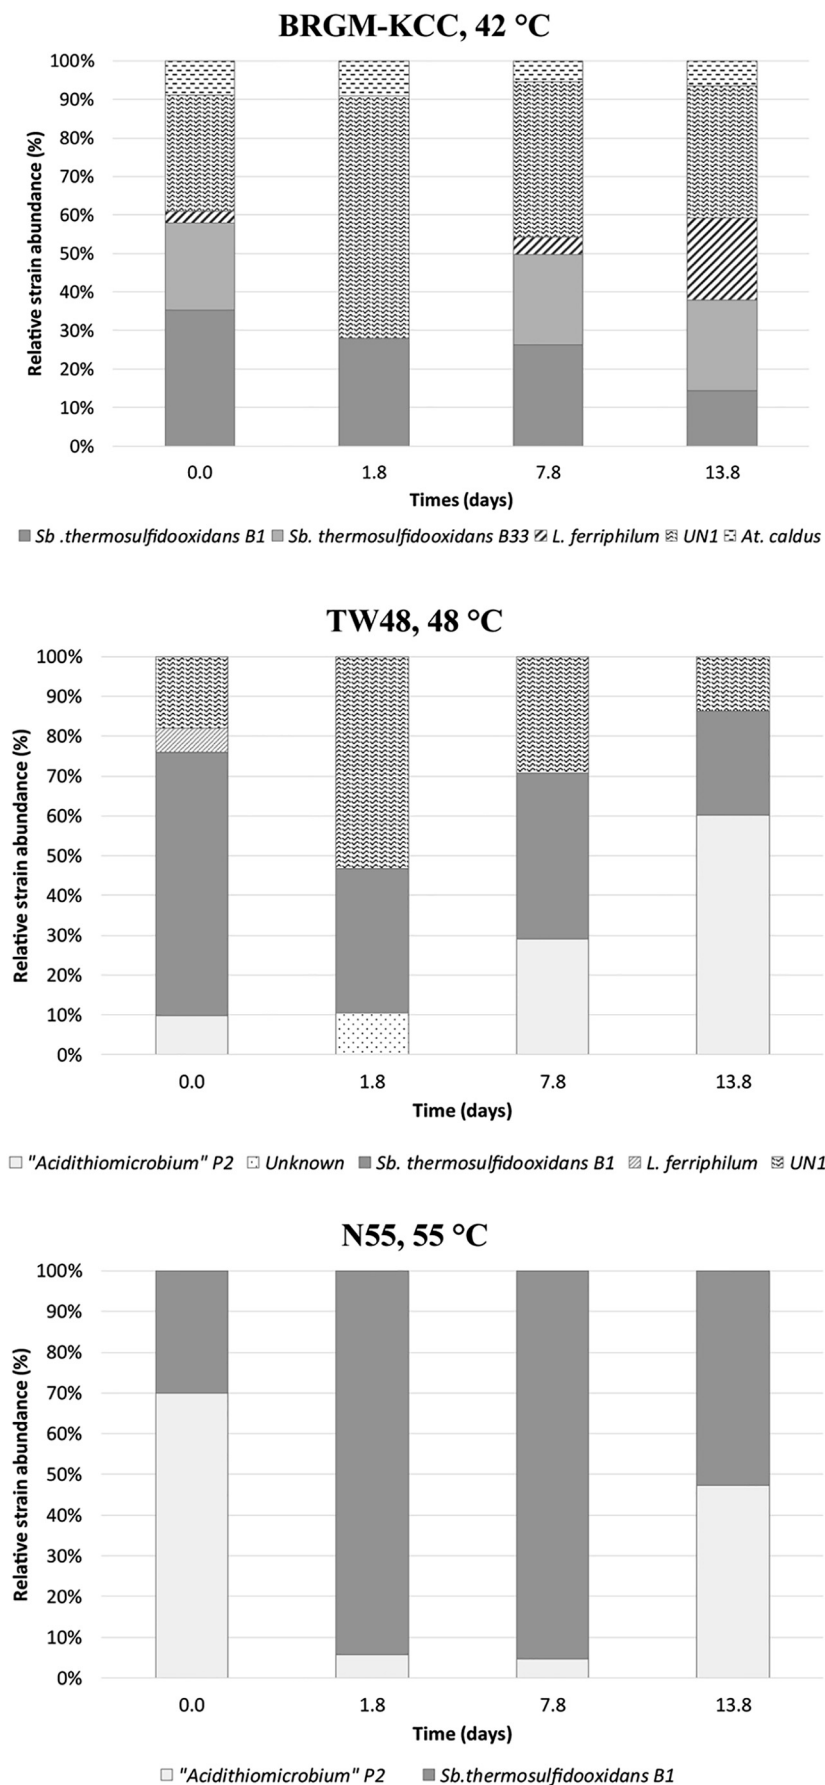 BRGM-KCC, 42 °C
100%
90%
80%
70%
60%
50%
40%
30%
20%
10%
0%
Relative strain abundance (%)
0.0 1.8 7.8 13.8
Times (days)
Sb .thermosulfidooxidans B1 Sb. thermosulfidooxidans B33 L. ferriphilum UN1 At. caldus
TW48, 48 °C
100%
90%
80%
70%
60%
50%
40%
30%
20%
10%
0%
Relative strain abundance (%)
0.0 1.8 7.8 13.8
Time (days)
"Acidithiomicrobium" P2 Unknown Sb. thermosulfidooxidans B1 L. ferriphilum UN1
N55, 55 °C
100%
90%
80%
70%
60%
50%
40%
30%
20%
10%
0%
Relative strain abundance (%)
0.0 1.8 7.8 13.8
Time (days)
"Acidithiomicrobium" P2 Sb.thermosulfidooxidans B1